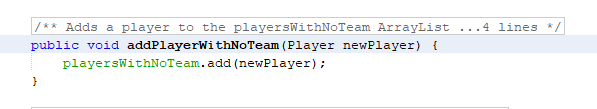 /** Adds a player to the playersWithNoTeam ArrayList ...4 lines */
public void addPlayerWithNoTeam(Player newPlayer) {
playersWithNoTeam.add(newPlayer);
}